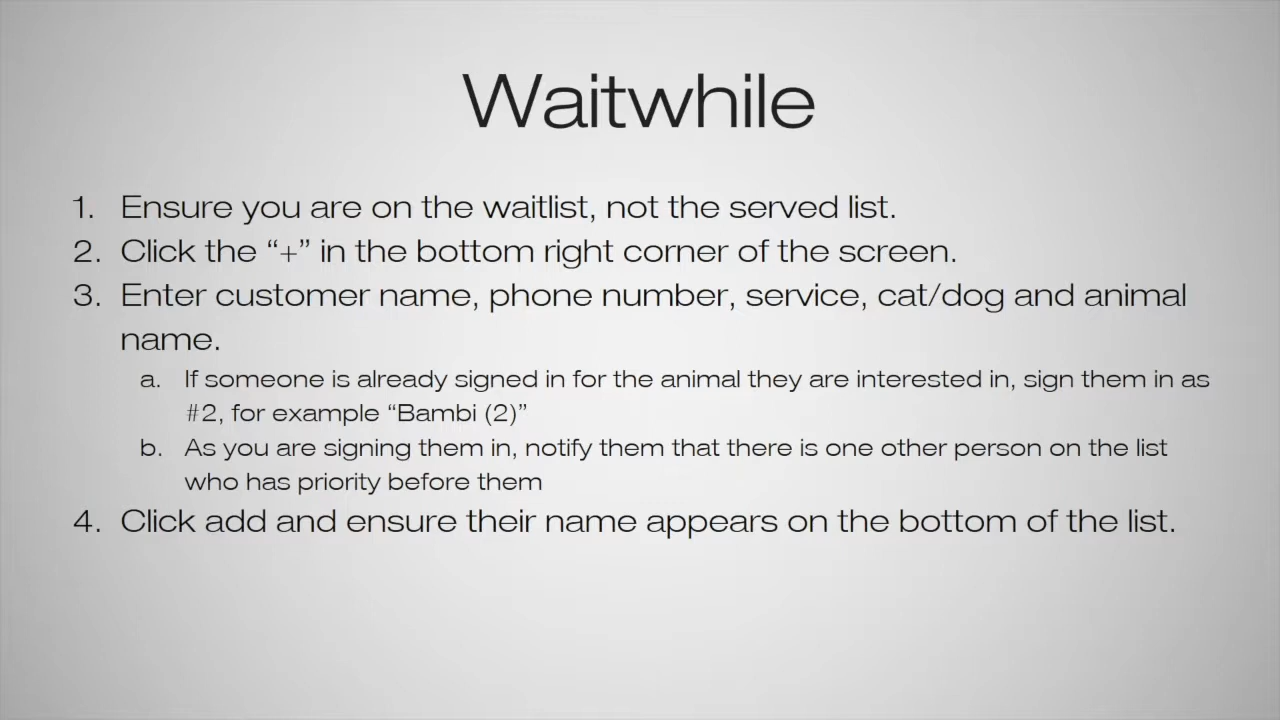 Waitwhile
1. Ensure you are on the waitlist, not the served list.
2. Click the “+” in the bottom right corner of the screen.
3. Enter customer name, phone number, service, cat/dog and animal
name.
a. If someone is already signed in for the animal they are interested in, sign them in as
#2, for example “Bambi (2)”
b. As you are signing them in, notify them that there is one other person on the list
who has priority before them
4. Click add and ensure their name appears on the bottom of the list.